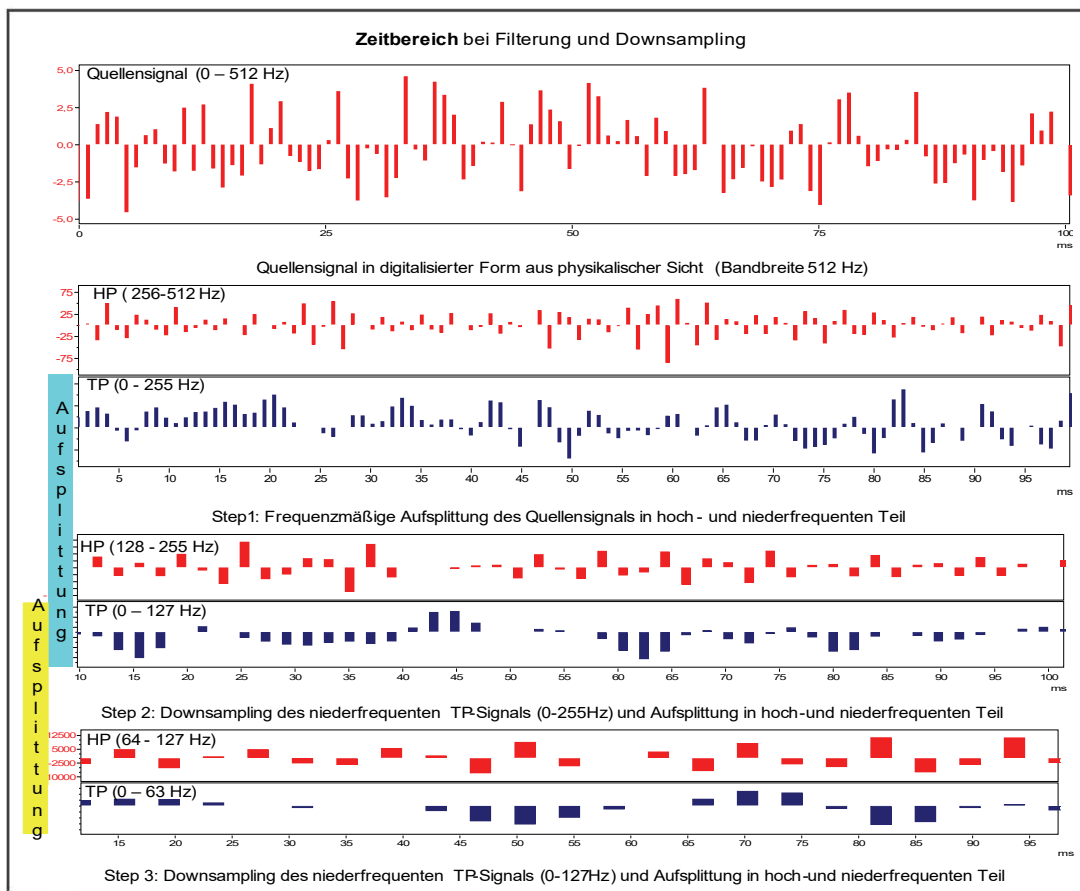 Zeitbereich bei Filterung und Downsampling
Quellensignal (0 – 512 Hz)
5,0
2,5
0,0
-2,5
-5,0
0 25 50 75 100
ms
Quellensignal in digitalisierter Form aus physikalischer Sicht (Bandbreite 512 Hz)
HP ( 256-512 Hz)
75
25
-25
-75
TP (0 - 255 Hz)
5 10 15 20 25 30 35 40 45 50 55 60 65 70 75 80 85 90 95
ms
Step1: Frequenzmäßige Aufsplittung des Quellensignals in hoch - und niederfrequenten Teil
Aufsplittung
HP (128 - 255 Hz)
TP (0 – 127 Hz)
10 15 20 25 30 35 40 45 50 55 60 65 70 75 80 85 90 95 100
ms
Step 2: Downsampling des niederfrequenten TP-Signals (0-255Hz) und Aufsplittung in hoch-und niederfrequenten Teil
Aufsplittung
HP (64 - 127 Hz)
12500
5000
-2500
10000
TP (0 – 63 Hz)
15 20 25 30 35 40 45 50 55 60 65 70 75 80 85 90 95
ms
Step 3: Downsampling des niederfrequenten TP-Signals (0-127Hz) und Aufsplittung in hoch-und niederfrequenten Teil